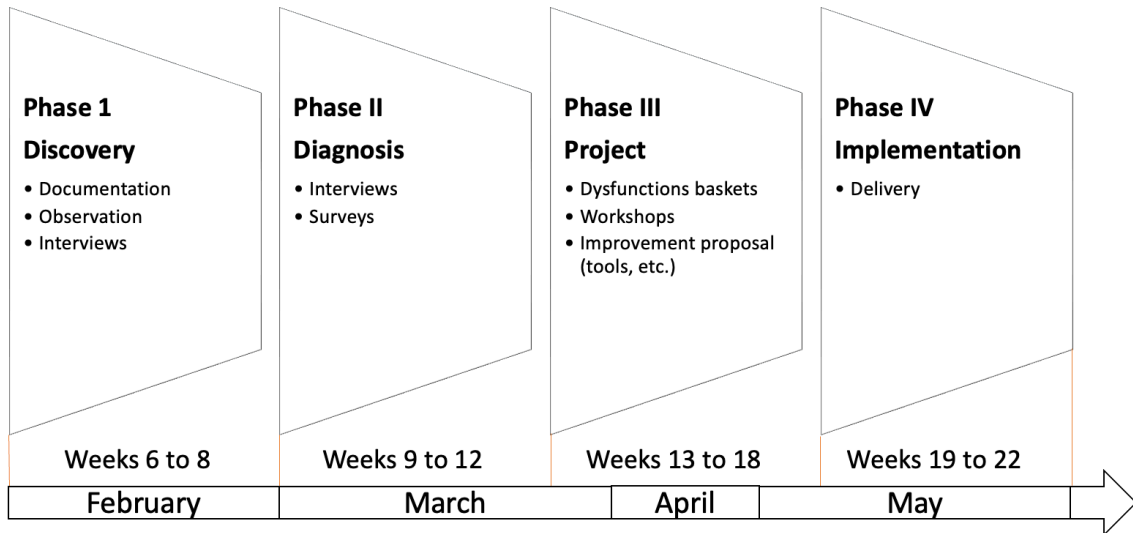 Phase 1
Discovery
• Documentation
• Observation
• Interviews
Phase II
Diagnosis
• Interviews
• Surveys
Phase III
Project
• Dysfunctions baskets
• Workshops
• Improvement proposal
(tools, etc.)
Phase IV
Implementation
• Delivery
Weeks 6 to 8
Weeks 9 to 12
Weeks 13 to 18
Weeks 19 to 22
February
March
April
May